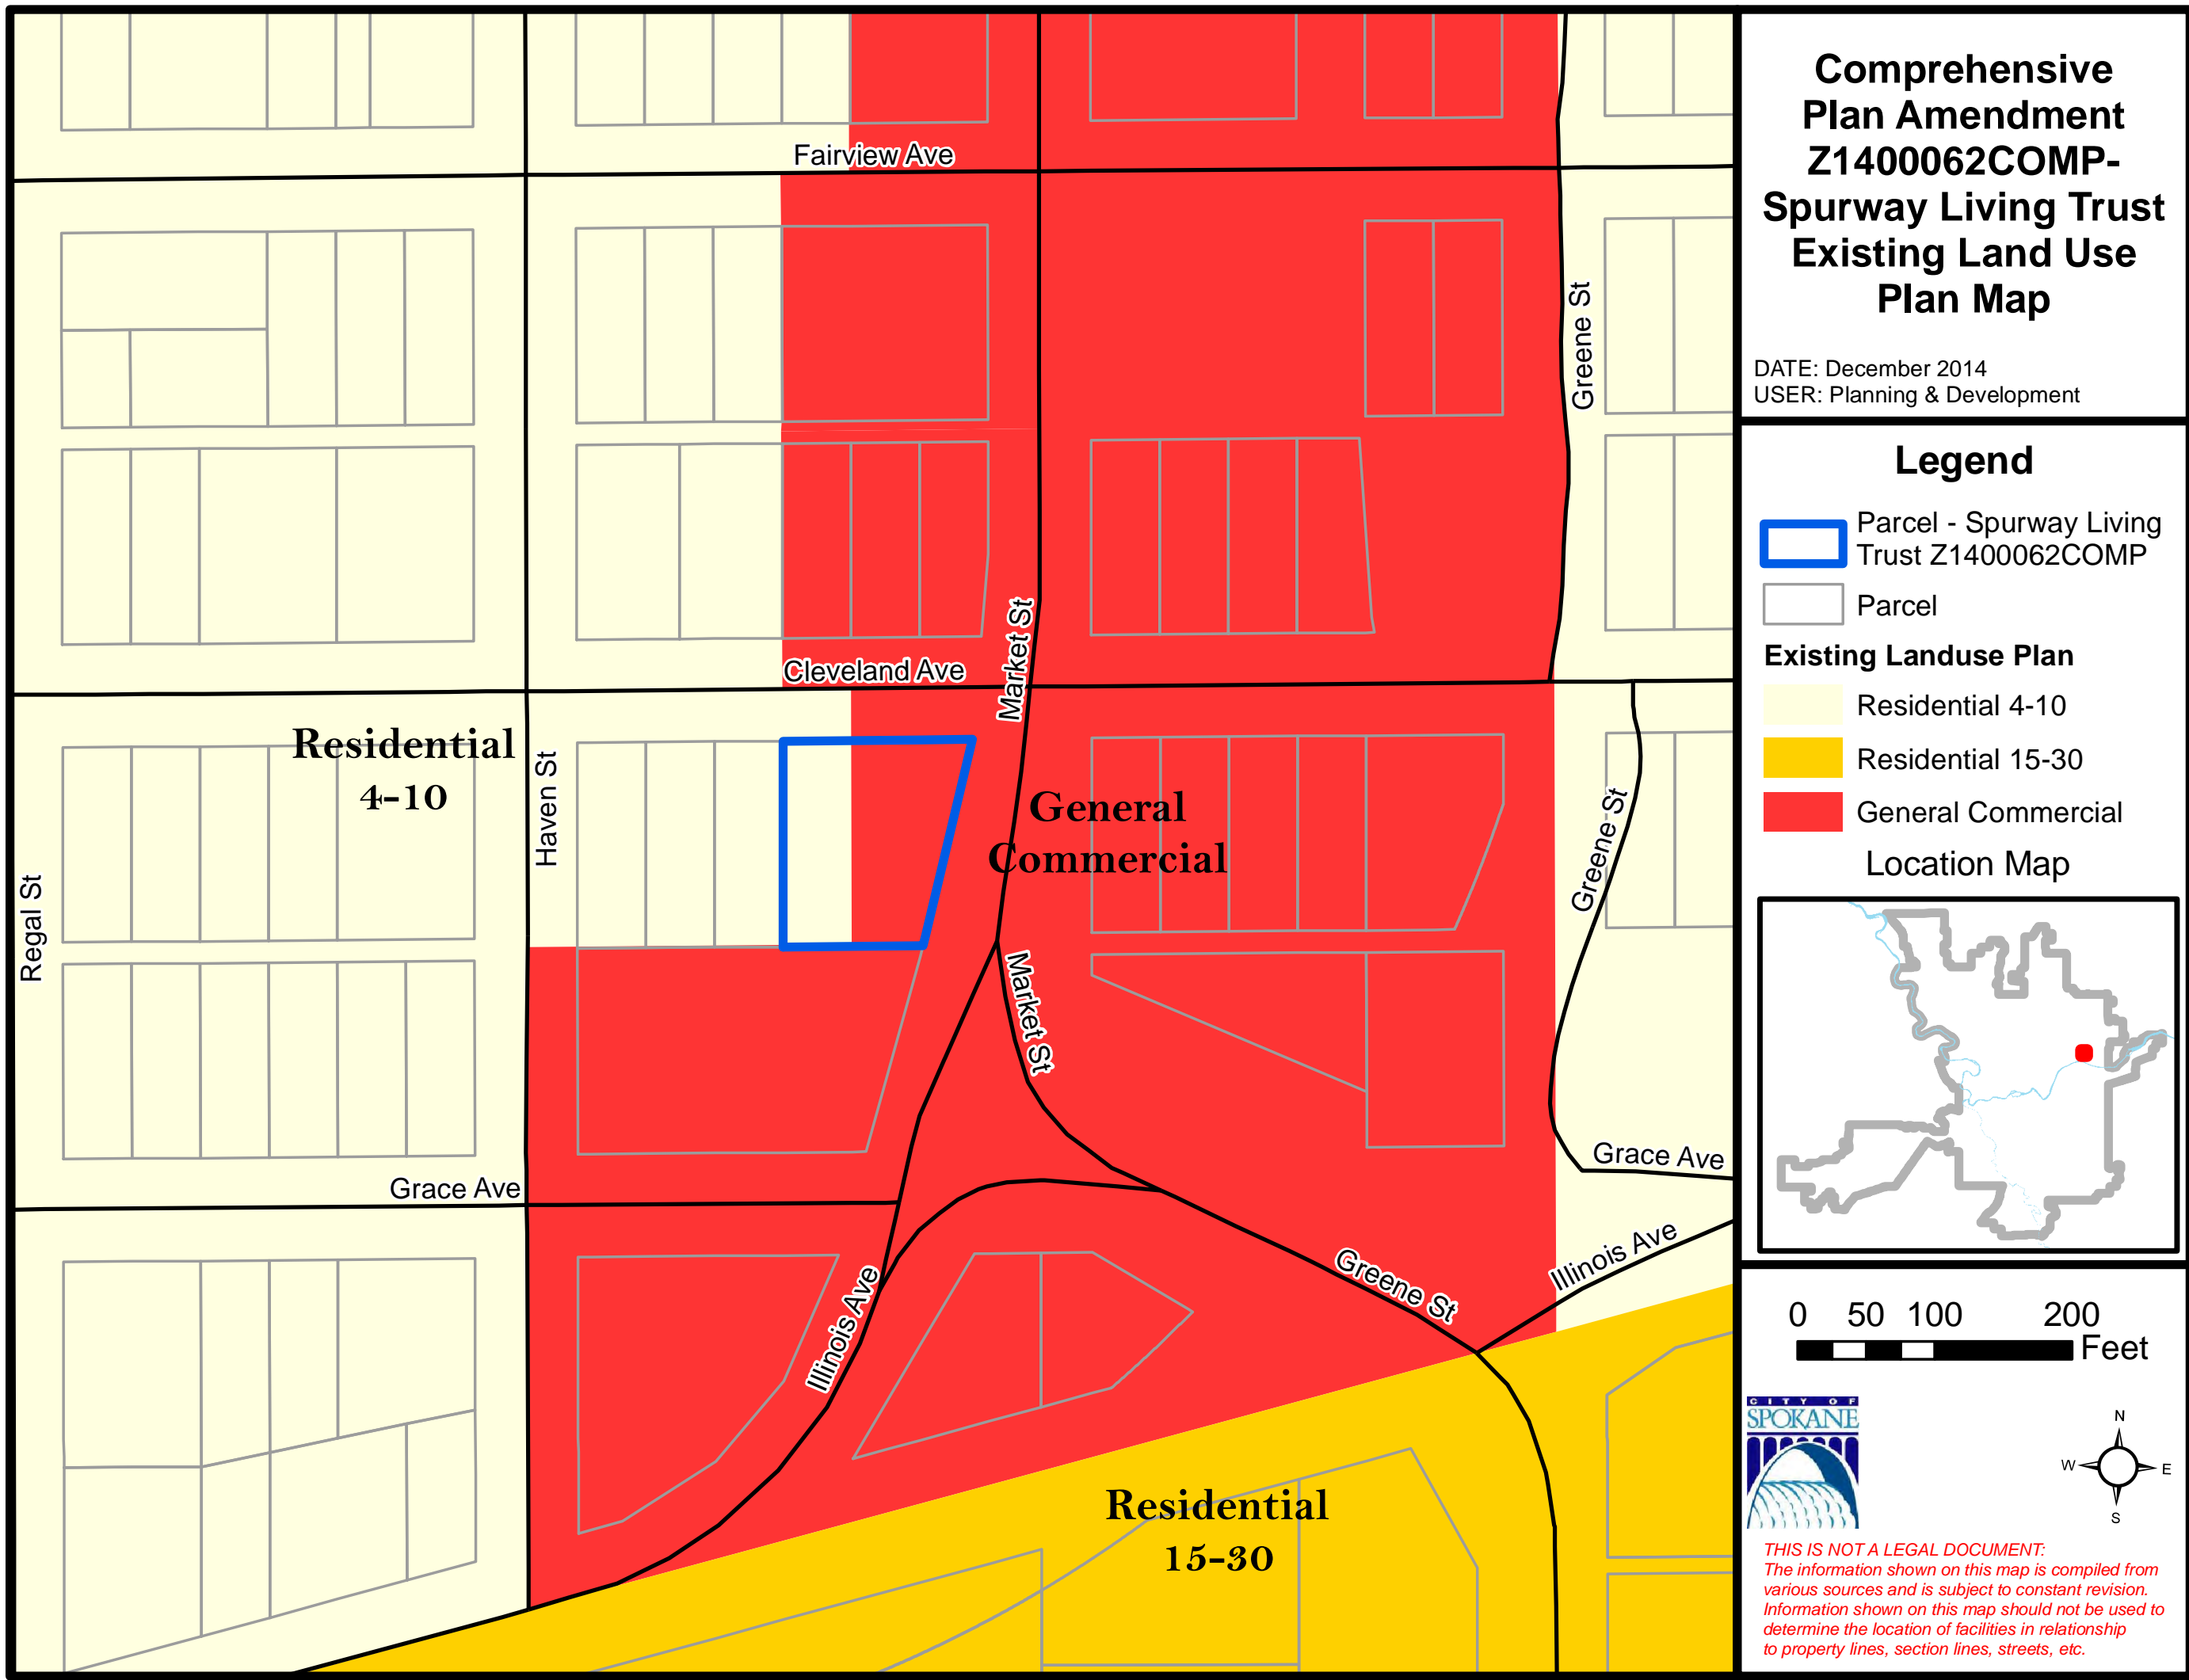 Comprehensive
Plan Amendment
Z1400062COMP-
Spurway Living Trust
Existing Land Use
Plan Map
DATE: December 2014
USER: Planning & Development
Legend
Parcel - Spurway Living
Trust Z1400062COMP
Parcel
Existing Landuse Plan
Residential 4-10
Residential 15-30
General Commercial
Location Map
0 50 100 200
Feet
CITY OF
SPOKANE
N
W E
S
THIS IS NOT A LEGAL DOCUMENT:
The information shown on this map is compiled from
various sources and is subject to constant revision.
Information shown on this map should not be used to
determine the location of facilities in relationship
to property lines, section lines, streets, etc.
Fairview Ave
Greene St
Market St
Cleveland Ave
Residential
4-10
Haven St
General
Commercial
Greene St
Regal St
Market St
Grace Ave
Grace Ave
Illinois Ave
Greene St
Illinois Ave
Residential
15-30